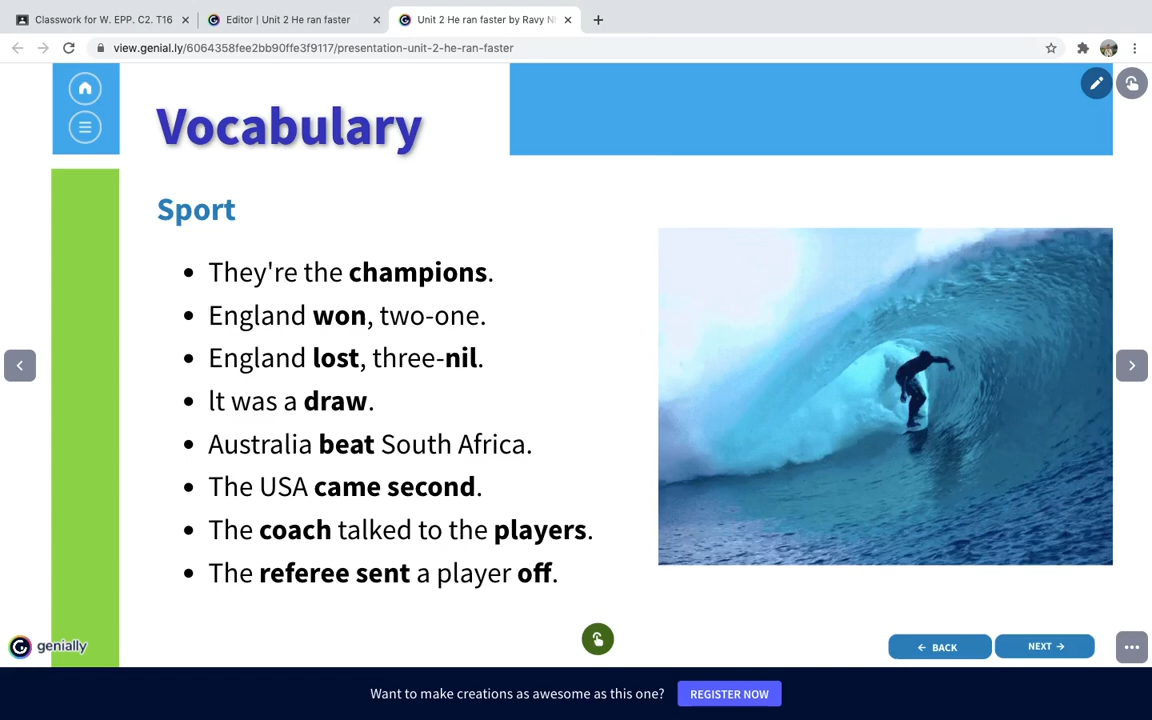 Classwork for W. EPP. C2. T16
Editor | Unit 2 He ran faster
Unit 2 He ran faster by Ravy N
view.genial.ly/6064358fee2bb90ffe3f9117/presentation-unit-2-he-ran-faster
Vocabulary
Sport
• They're the champions.
• England won, two-one.
• England lost, three-nil.
• lt was a draw.
• Australia beat South Africa.
• The USA came second.
• The coach talked to the players.
• The referee sent a player off.
genially
← BACK
NEXT →
Want to make creations as awesome as this one?
REGISTER NOW